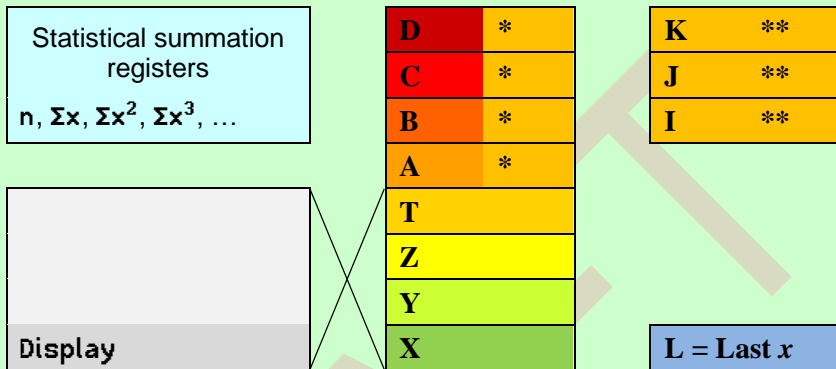 Statistical summation
registers
n, Σx, Σx², Σx³, …
Display
D *
C *
B *
A *
T
Z
Y
X
K **
J **
I **
L = Last x